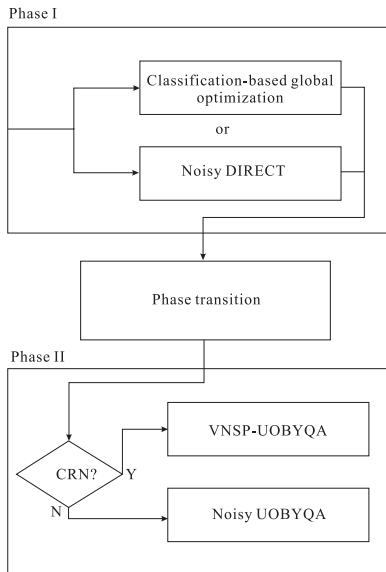 Phase I
Classification-based global
optimization
or
Noisy DIRECT
Phase transition
Phase II
VNSP-UOBYQA
CRN?
Y
N
Noisy UOBYQA